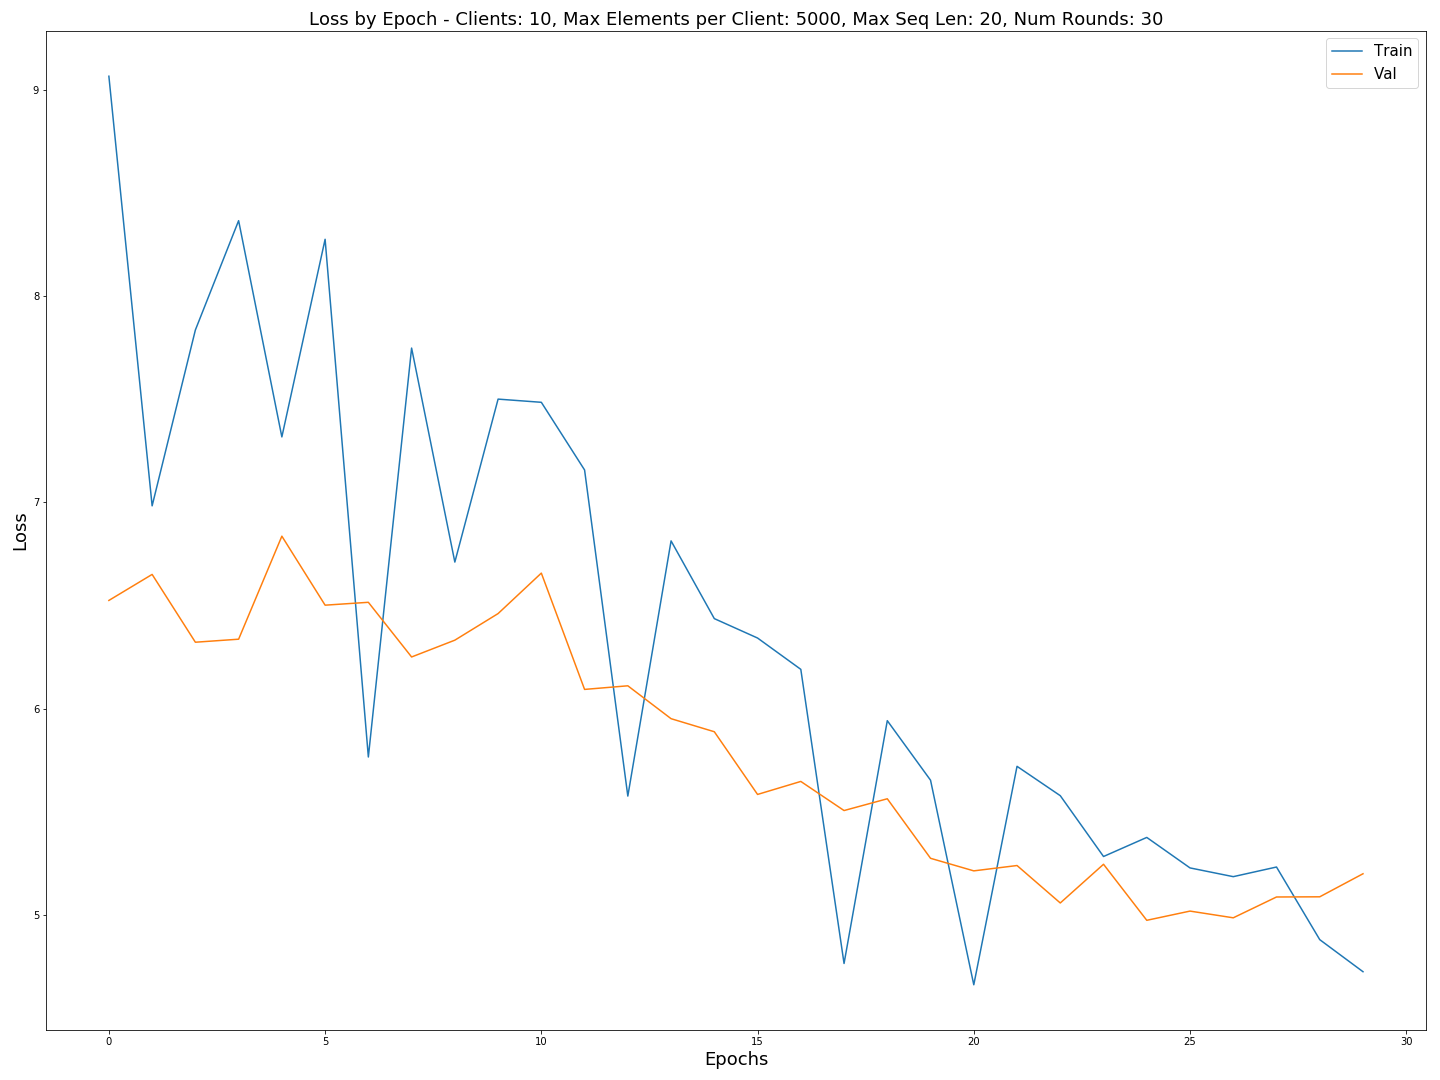 Loss by Epoch - Clients: 10, Max Elements per Client: 5000, Max Seq Len: 20, Num Rounds: 30
Train
Val
9
8
7
6
5
Loss
0 5 10 15 20 25 30
Epochs